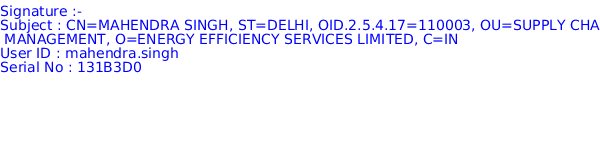 Signature :-
Subject : CN=MAHENDRA SINGH, ST=DELHI, OID.2.5.4.17=110003, OU=SUPPLY CHA
MANAGEMENT, O=ENERGY EFFICIENCY SERVICES LIMITED, C=IN
User ID : mahendra.singh
Serial No : 131B3D0